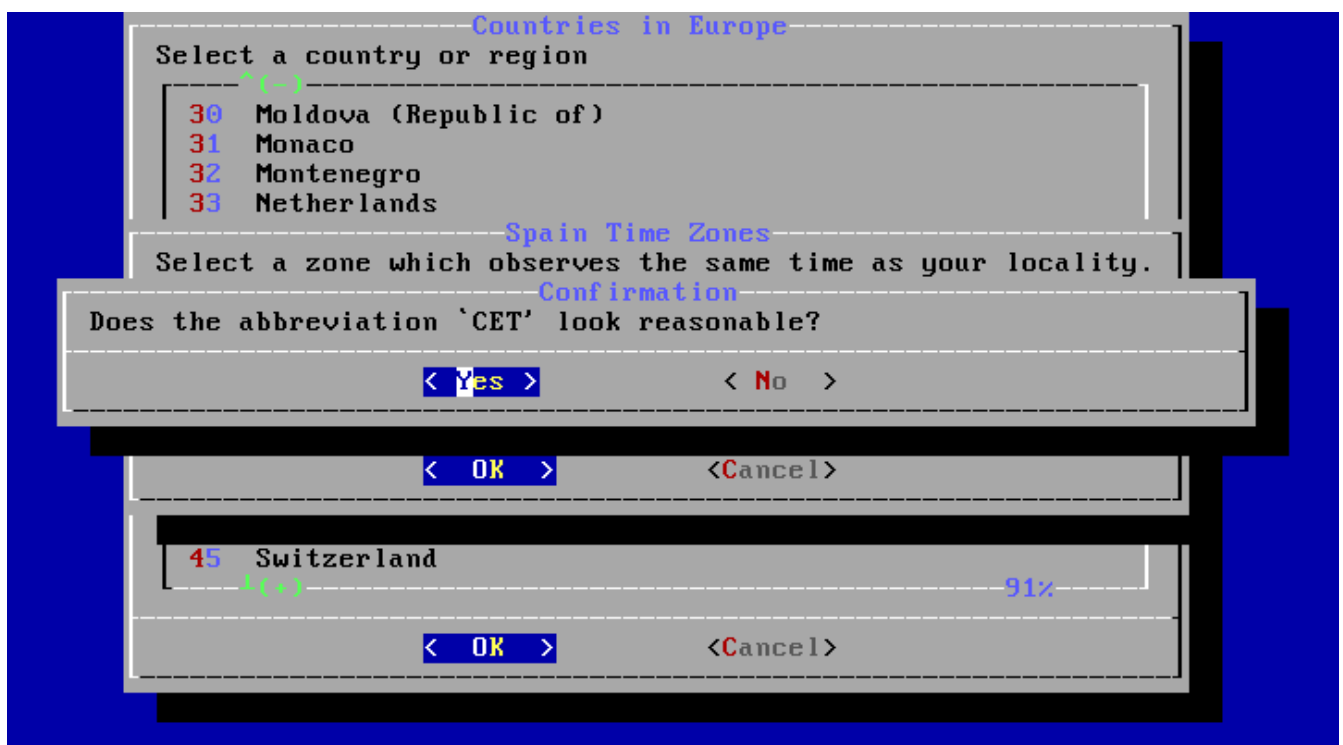 Countries in Europe
Select a country or region
^(-)
30 Moldova (Republic of)
31 Monaco
32 Montenegro
33 Netherlands
Spain Time Zones
Select a zone which observes the same time as your locality.
Confirmation
Does the abbreviation `CET' look reasonable?
< Yes > < No >
< OK > <Cancel>
45 Switzerland
┴(+) 91%
< OK > <Cancel>